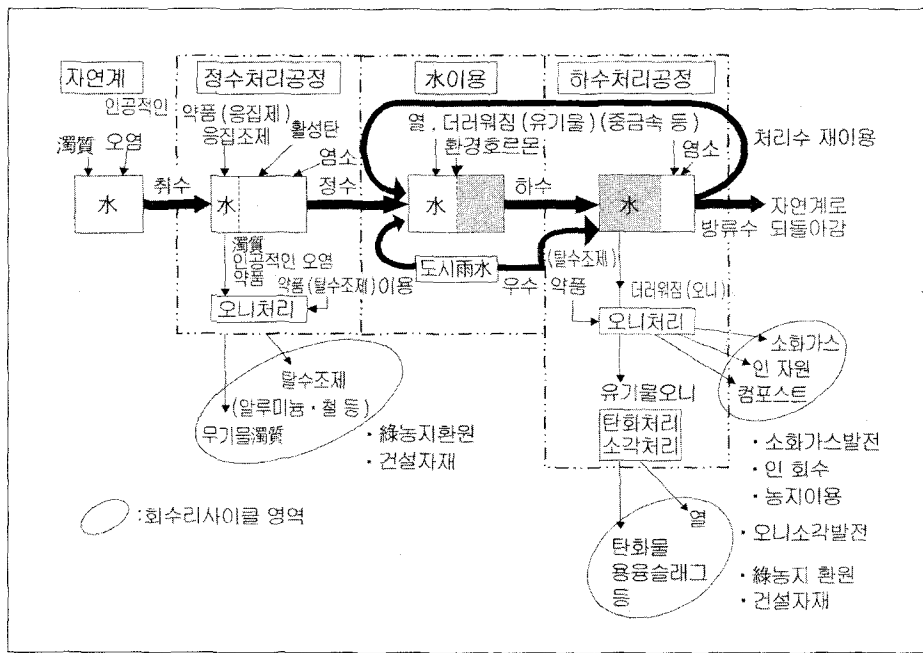 자연계
정수처리공정
水이용
하수처리공정
인공적인
濁質 오염
약품(응집제)
응집조제
활성탄
염소
열, 더러워짐(유기물)(중금속 등)
환경호르몬
염소
처리수 재이용
水
취수
水
정수
水
하수
水
자연계로
방류수 되돌아감
濁質
인공적인 오염
약품
약품(탈수조제)이용
오니처리
도시雨水
우수
(탈수조제)
약품
더러워짐(오니)
오니처리
소화가스
인 자원
컴포스트
탈수조제
(알루미늄·철 등)
무기물濁質
·綠농지환원
·건설자재
유기물오니
탄화처리
소각처리
·소화가스발전
·인 회수
·농지이용
:회수리사이클 영역
열
탄화물
용융슬래그
등
·오니소각발전
·綠농지 환원
·건설자재